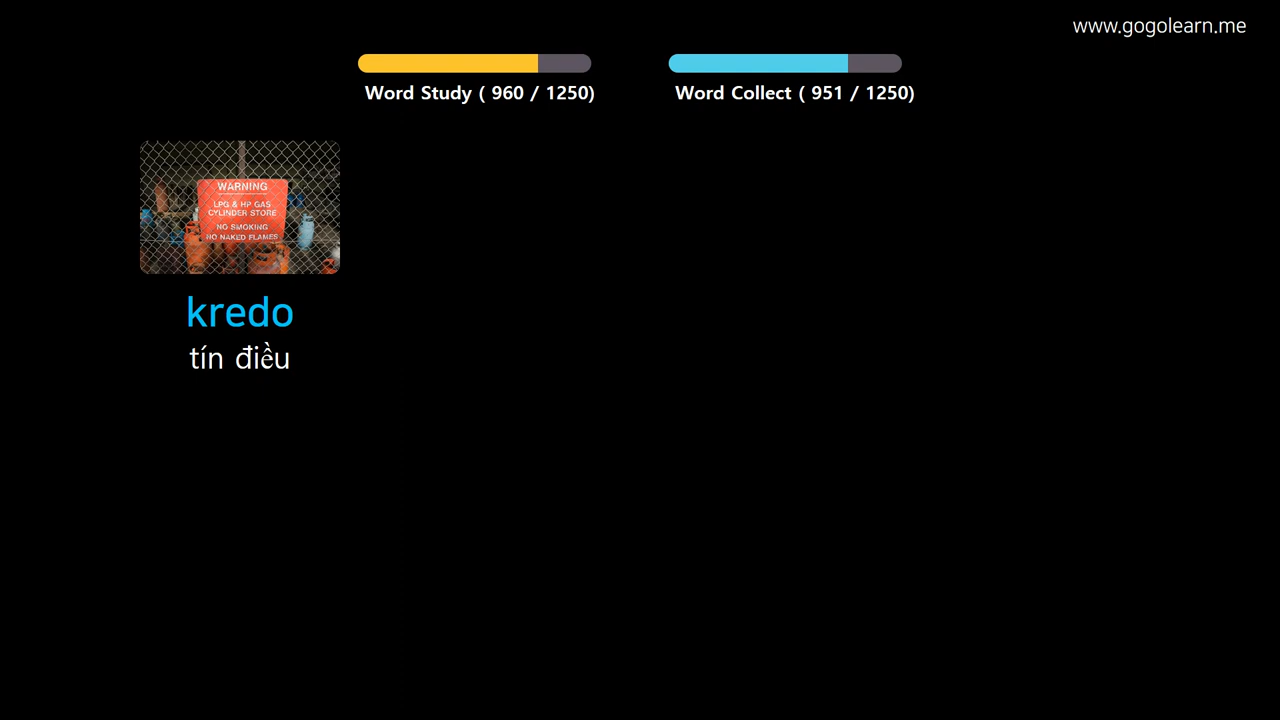 www.gogolearn.me
Word Study ( 960 / 1250)
Word Collect ( 951 / 1250)
WARNING
LPG & HP GAS
CYLINDER STORE
NO SMOKING
NO NAKED FLAMES
kredo
tín điều